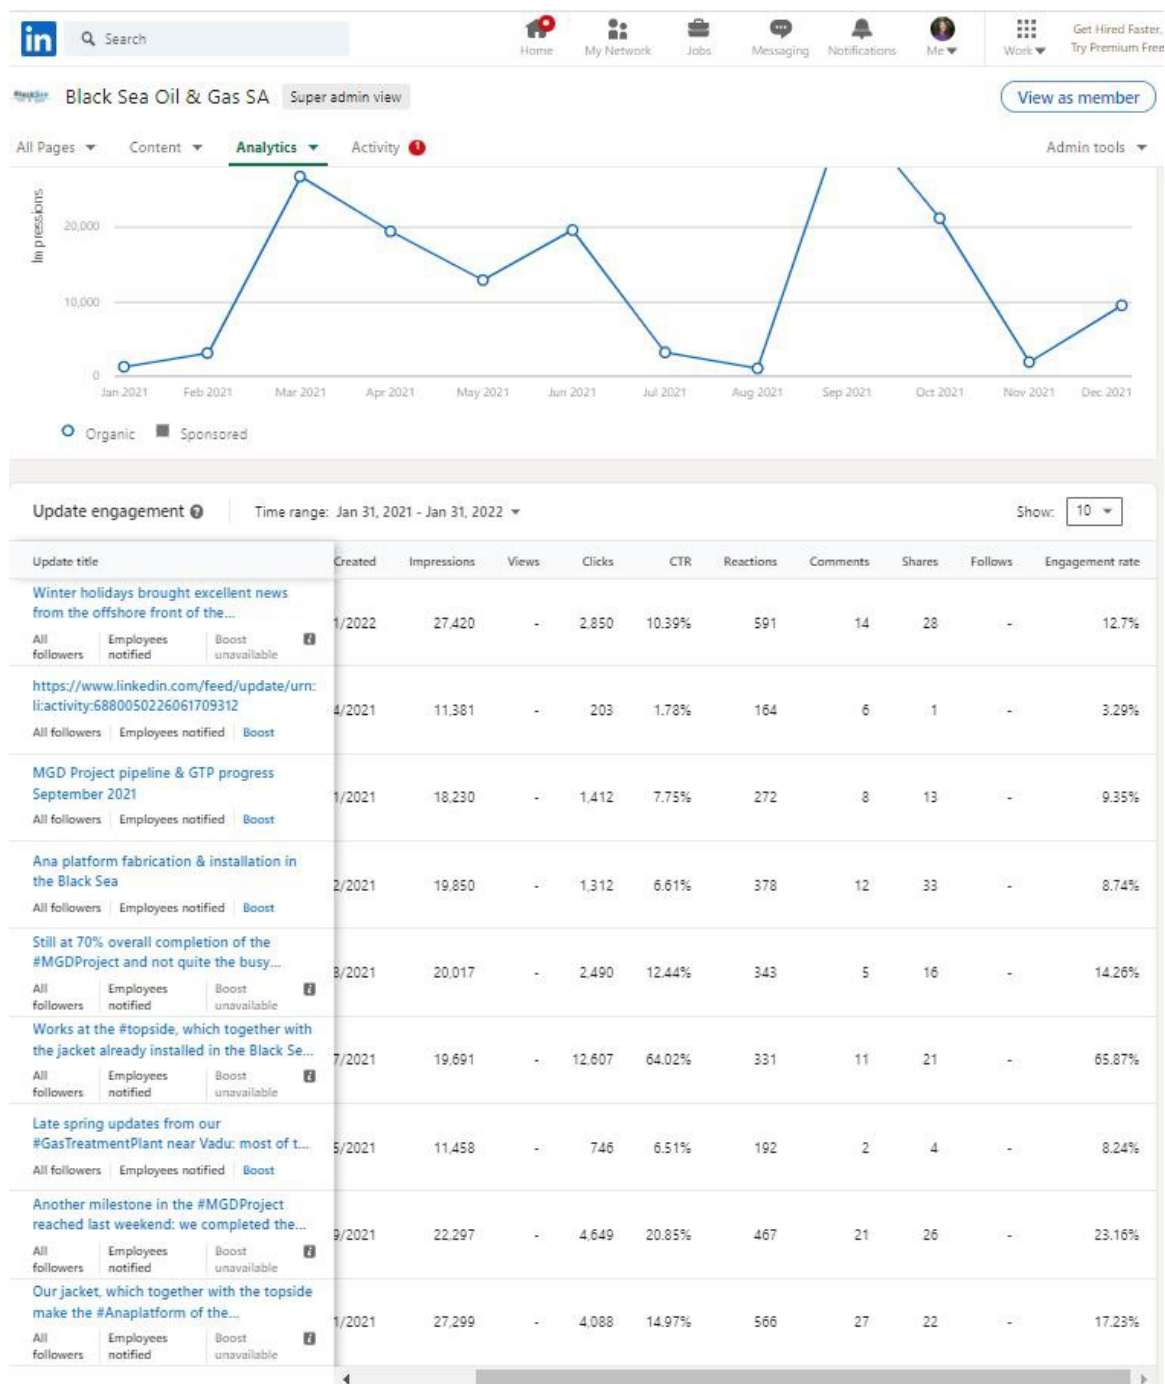 in Search Home My Network Jobs Messaging Notifications Me Work Get Hired Faster,
Try Premium Free
Black Sea Oil & Gas SA Super admin view View as member
All Pages Content Analytics Activity 1 Admin tools
Impressions
20,000
10,000
0
Jan 2021 Feb 2021 Mar 2021 Apr 2021 May 2021 Jun 2021 Jul 2021 Aug 2021 Sep 2021 Oct 2021 Nov 2021 Dec 2021
Organic Sponsored
Update engagement Time range: Jan 31, 2021 - Jan 31, 2022 Show: 10
Update title Created Impressions Views Clicks CTR Reactions Comments Shares Follows Engagement rate
Winter holidays brought excellent news
from the offshore front of the...
1/2022 27,420 - 2,850 10.39% 591 14 28 - 12.7%
All followers Employees notified Boost unavailable
https://www.linkedin.com/feed/update/urn:
li:activity:6880050226061709312
4/2021 11,381 - 203 1.78% 164 6 1 - 3.29%
All followers Employees notified Boost
MGD Project pipeline & GTP progress
September 2021
1/2021 18,230 - 1,412 7.75% 272 8 13 - 9.35%
All followers Employees notified Boost
Ana platform fabrication & installation in
the Black Sea
2/2021 19,850 - 1,312 6.61% 378 12 33 - 8.74%
All followers Employees notified Boost
Still at 70% overall completion of the
#MGDProject and not quite the busy...
8/2021 20,017 - 2,490 12.44% 343 5 16 - 14.26%
All followers Employees notified Boost unavailable
Works at the #topside, which together with
the jacket already installed in the Black Se...
7/2021 19,691 - 12,607 64.02% 331 11 21 - 65.87%
All followers Employees notified Boost unavailable
Late spring updates from our
#GasTreatmentPlant near Vadu: most of t...
5/2021 11,458 - 746 6.51% 192 2 4 - 8.24%
All followers Employees notified Boost
Another milestone in the #MGDProject
reached last weekend: we completed the...
9/2021 22,297 - 4,649 20.85% 467 21 26 - 23.16%
All followers Employees notified Boost unavailable
Our jacket, which together with the topside
make the #Anaplatform of the...
1/2021 27,299 - 4,088 14.97% 566 27 22 - 17.23%
All followers Employees notified Boost unavailable